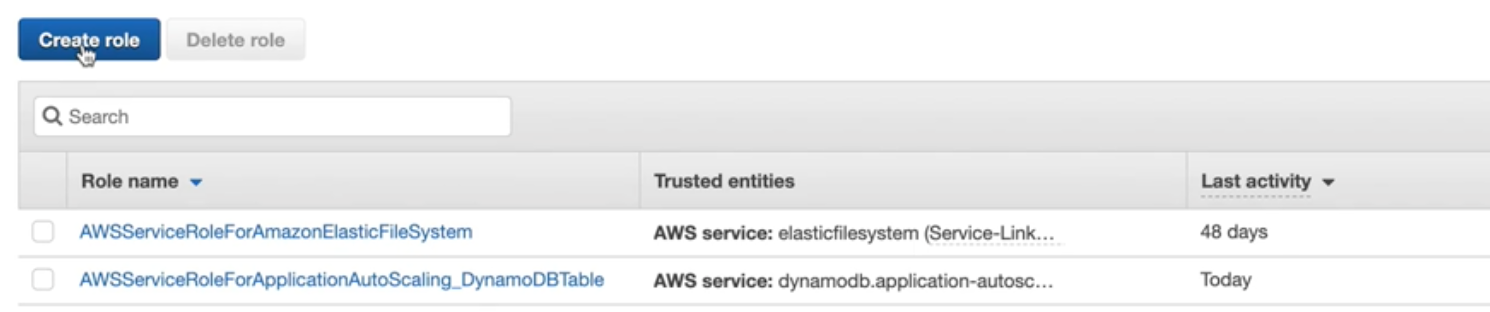 Create role Delete role
Search
Role name Trusted entities Last activity
AWSServiceRoleForAmazonElasticFileSystem AWS service: elasticfilesystem (Service-Link... 48 days
AWSServiceRoleForApplicationAutoScaling_DynamoDBTable AWS service: dynamodb.application-autosc... Today